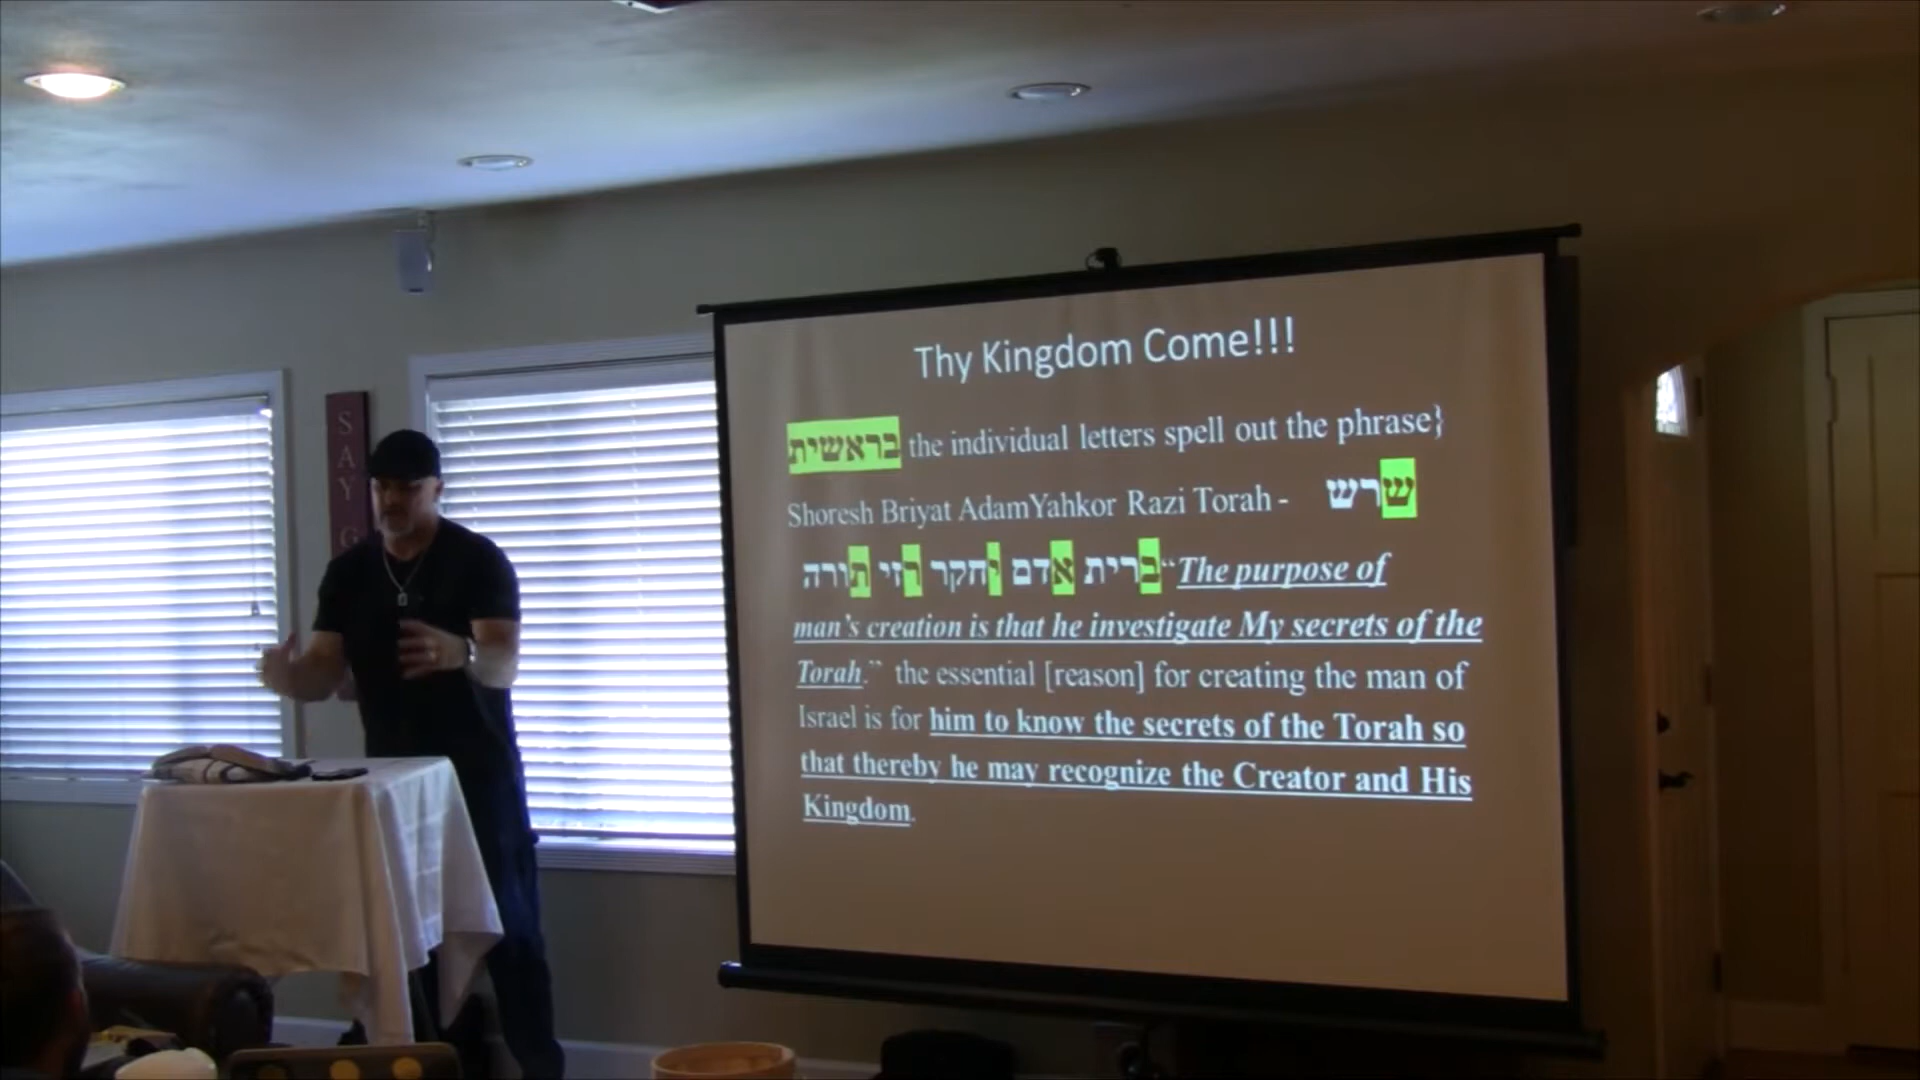 SAY G
Thy Kingdom Come!!!
בראשית the individual letters spell out the phrase}
Shoresh Briyat AdamYahkor Razi Torah - שרש
ברית אדם יחקר רזי תורה “The purpose of
man’s creation is that he investigate My secrets of the
Torah.” the essential [reason] for creating the man of
Israel is for him to know the secrets of the Torah so
that thereby he may recognize the Creator and His
Kingdom.